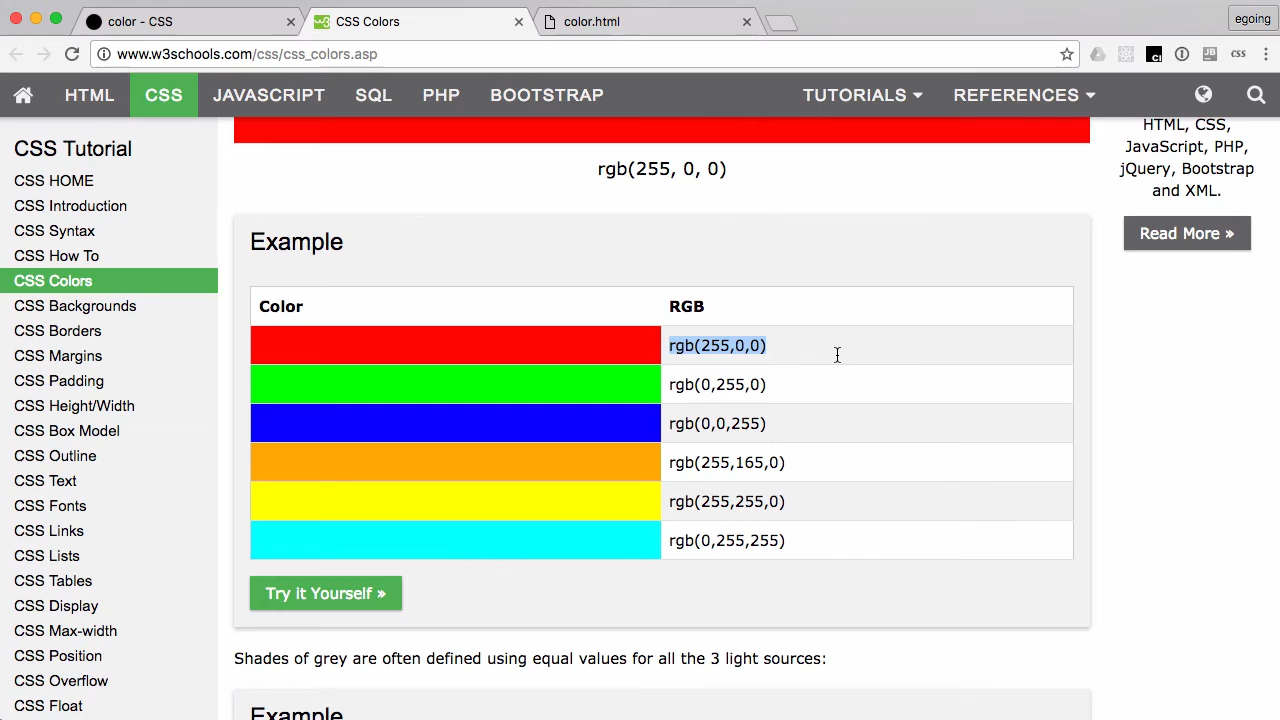 color - CSS
CSS Colors
color.html
egoing
www.w3schools.com/css/css_colors.asp
css
HTML
CSS
JAVASCRIPT
SQL
PHP
BOOTSTRAP
TUTORIALS
REFERENCES
CSS Tutorial
CSS HOME
CSS Introduction
CSS Syntax
CSS How To
CSS Colors
CSS Backgrounds
CSS Borders
CSS Margins
CSS Padding
CSS Height/Width
CSS Box Model
CSS Outline
CSS Text
CSS Fonts
CSS Links
CSS Lists
CSS Tables
CSS Display
CSS Max-width
CSS Position
CSS Overflow
CSS Float
rgb(255, 0, 0)
Example
Color RGB
rgb(255,0,0)
rgb(0,255,0)
rgb(0,0,255)
rgb(255,165,0)
rgb(255,255,0)
rgb(0,255,255)
Try it Yourself »
Shades of grey are often defined using equal values for all the 3 light sources:
Example
HTML, CSS,
JavaScript, PHP,
jQuery, Bootstrap
and XML.
Read More »